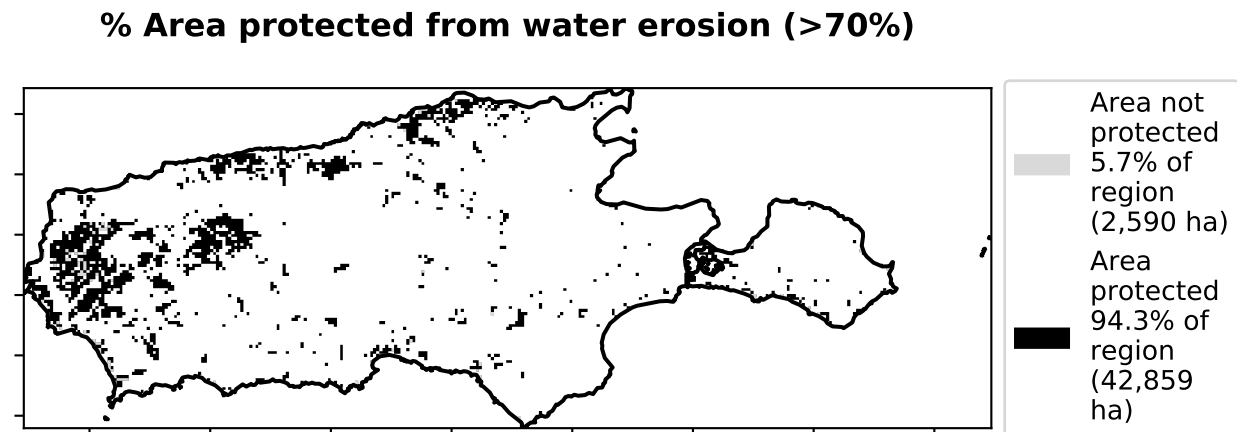 % Area protected from water erosion (>70%)
Area not
protected
5.7% of
region
(2,590 ha)
Area
protected
94.3% of
region
(42,859
ha)